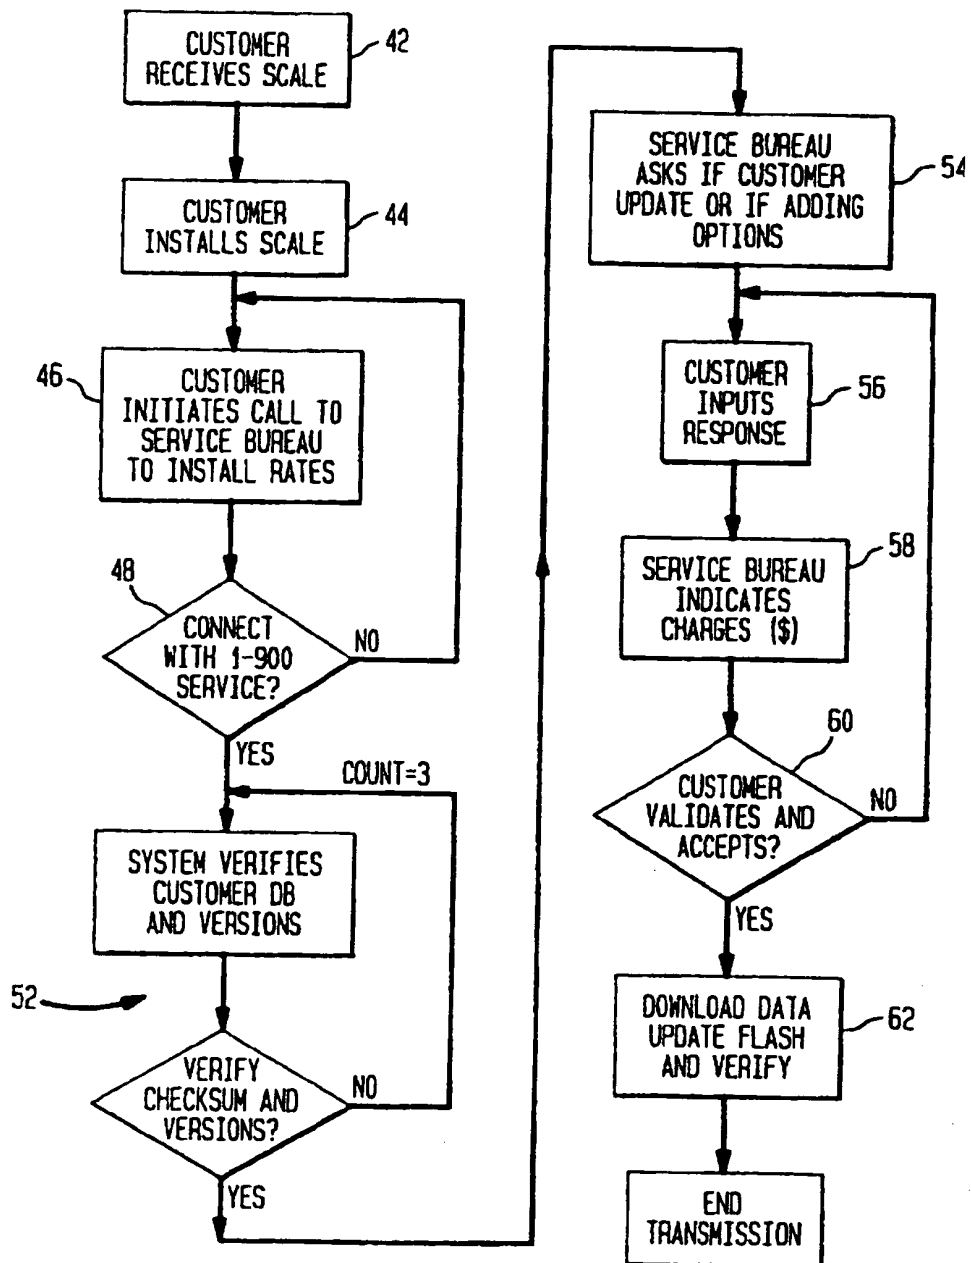 CUSTOMER
RECEIVES SCALE
42
CUSTOMER
INSTALLS SCALE
44
46
CUSTOMER
INITIATES CALL TO
SERVICE BUREAU
TO INSTALL RATES
48
CONNECT
WITH 1-900
SERVICE?
NO
YES
COUNT=3
SYSTEM VERIFIES
CUSTOMER DB
AND VERSIONS
52
VERIFY
CHECKSUM AND
VERSIONS?
NO
YES
SERVICE BUREAU
ASKS IF CUSTOMER
UPDATE OR IF ADDING
OPTIONS
54
CUSTOMER
INPUTS
RESPONSE
56
SERVICE BUREAU
INDICATES
CHARGES ($)
58
60
CUSTOMER
VALIDATES AND
ACCEPTS?
NO
YES
DOWNLOAD DATA
UPDATE FLASH
AND VERIFY
62
END
TRANSMISSION